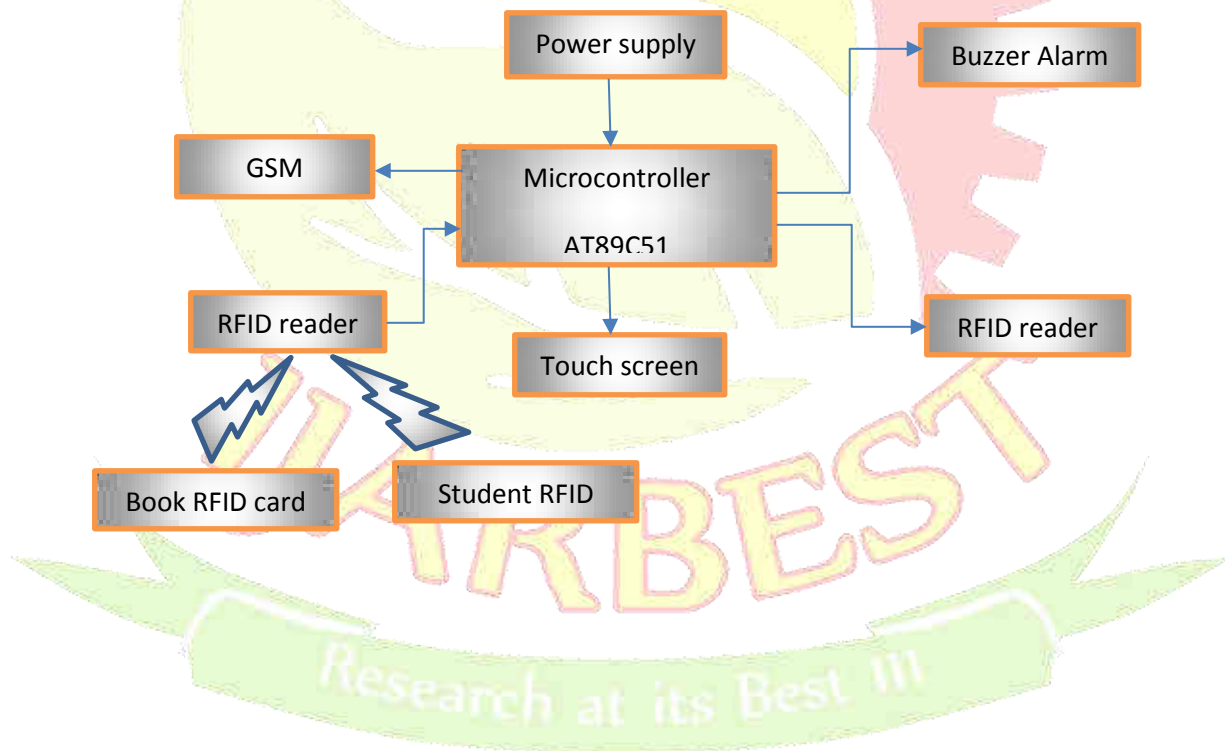 Power supply
Buzzer Alarm
GSM
Microcontroller
AT89C51
RFID reader
Touch screen
RFID reader
Book RFID card
Student RFID
IJARBEST
Research at its Best !!!